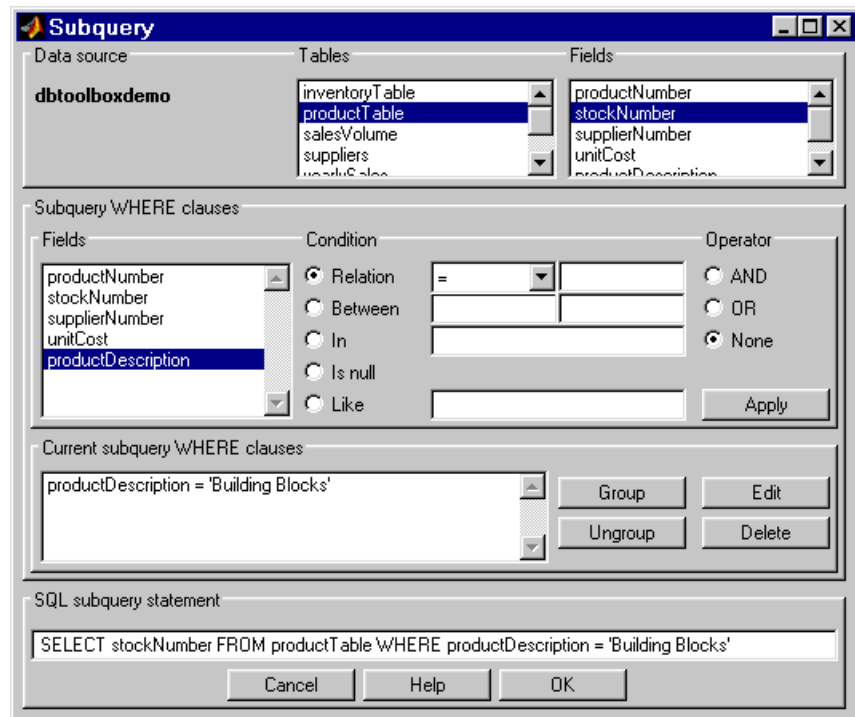 Subquery
Data source
dbtoolboxdemo
Tables
inventoryTable
productTable
salesVolume
suppliers
yearlySales
Fields
productNumber
stockNumber
supplierNumber
unitCost
productDescription
Subquery WHERE clauses
Fields
productNumber
stockNumber
supplierNumber
unitCost
productDescription
Condition
Relation =
Between
In
Is null
Like
Operator
AND
OR
None
Apply
Current subquery WHERE clauses
productDescription = 'Building Blocks'
Group Edit
Ungroup Delete
SQL subquery statement
SELECT stockNumber FROM productTable WHERE productDescription = 'Building Blocks'
Cancel Help OK